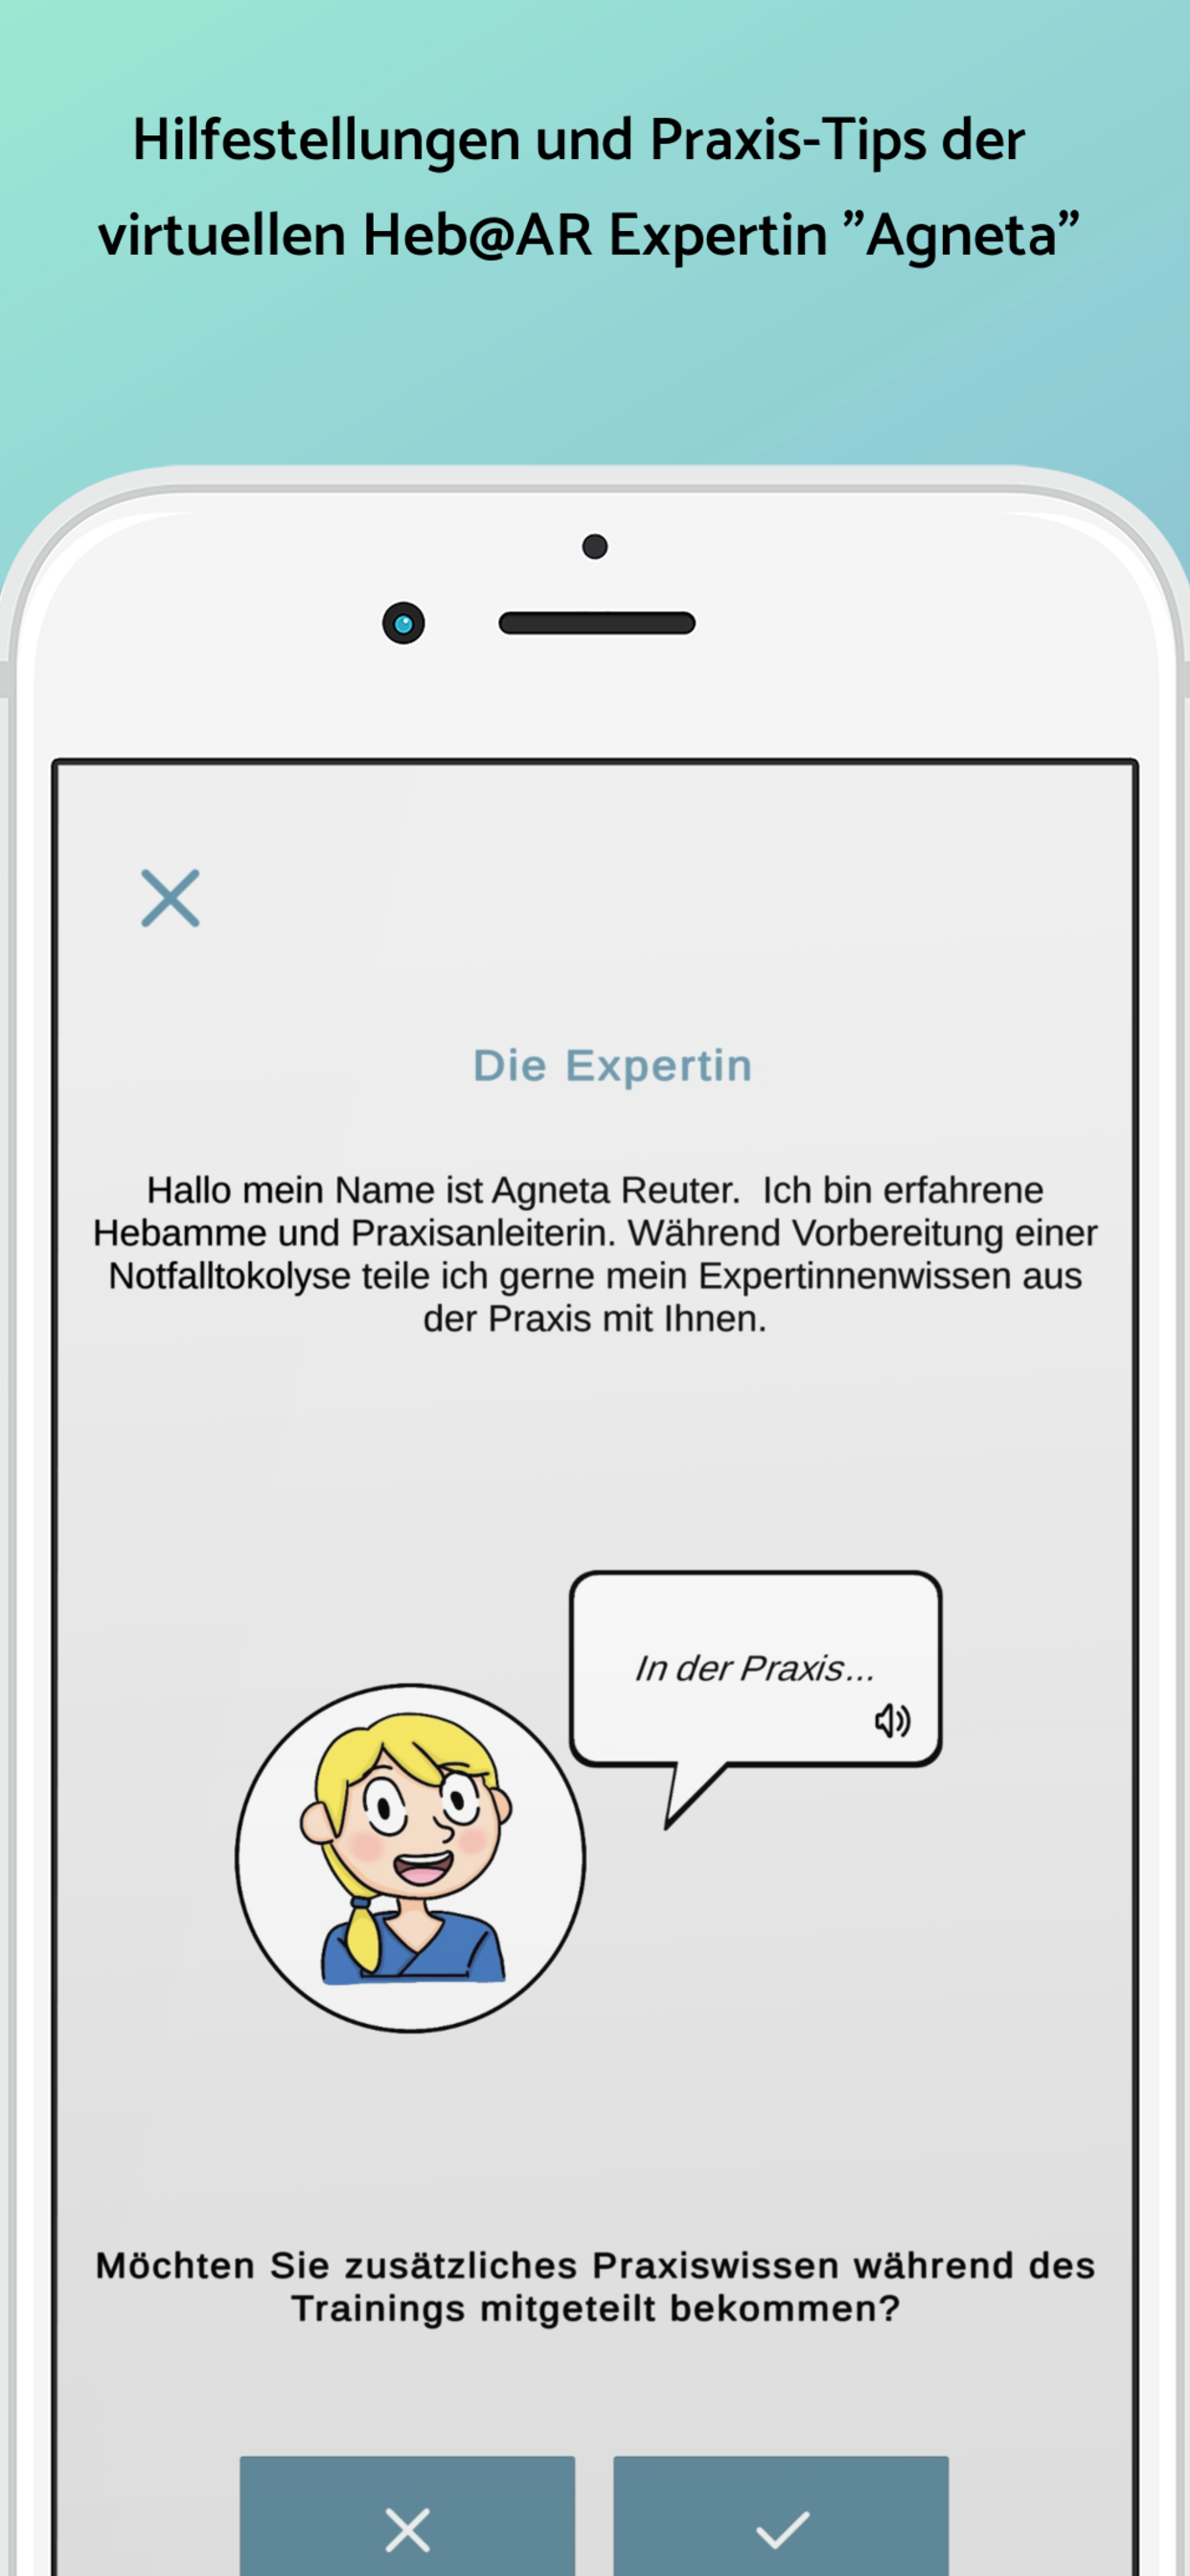 Hilfestellungen und Praxis-Tips der
virtuellen Heb@AR Expertin ”Agneta”
Die Expertin
Hallo mein Name ist Agneta Reuter.  Ich bin erfahrene
Hebamme und Praxisanleiterin. Während Vorbereitung einer
Notfalltokolyse teile ich gerne mein Expertinnenwissen aus
der Praxis mit Ihnen.
In der Praxis...
Möchten Sie zusätzliches Praxiswissen während des
Trainings mitgeteilt bekommen?